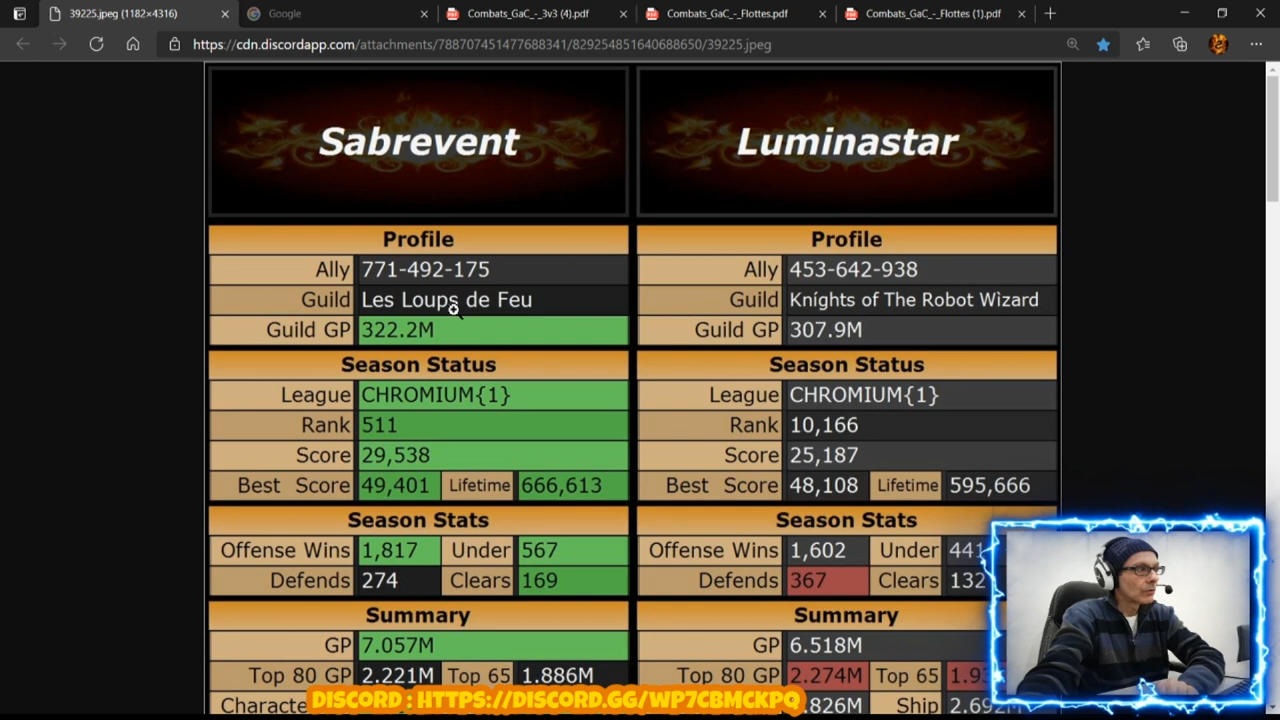 39225.jpeg (1182×4316)
Google
Combats_GaC_-_3v3 (4).pdf
Combats_GaC_-_Flottes.pdf
Combats_GaC_-_Flottes (1).pdf
https://cdn.discordapp.com/attachments/788707451477688341/829254851640688650/39225.jpeg
Sabrevent
Luminastar
Profile
Profile
Ally 771-492-175
Ally 453-642-938
Guild Les Loups de Feu
Guild Knights of The Robot Wìzard
Guild GP 322.2M
Guild GP 307.9M
Season Status
Season Status
League CHROMIUM{1}
League CHROMIUM{1}
Rank 511
Rank 10,166
Score 29,538
Score 25,187
Best Score 49,401 Lifetime 666,613
Best Score 48,108 Lifetime 595,666
Season Stats
Season Stats
Offense Wins 1,817 Under 567
Offense Wins 1,602 Under 441
Defends 274 Clears 169
Defends 367 Clears 132
Summary
Summary
GP 7.057M
GP 6.518M
Top 80 GP 2.221M Top 65 1.886M
Top 80 GP 2.274M Top 65
Ship
DISCORD : HTTPS://DISCORD.GG/WP7CBMCKPQ